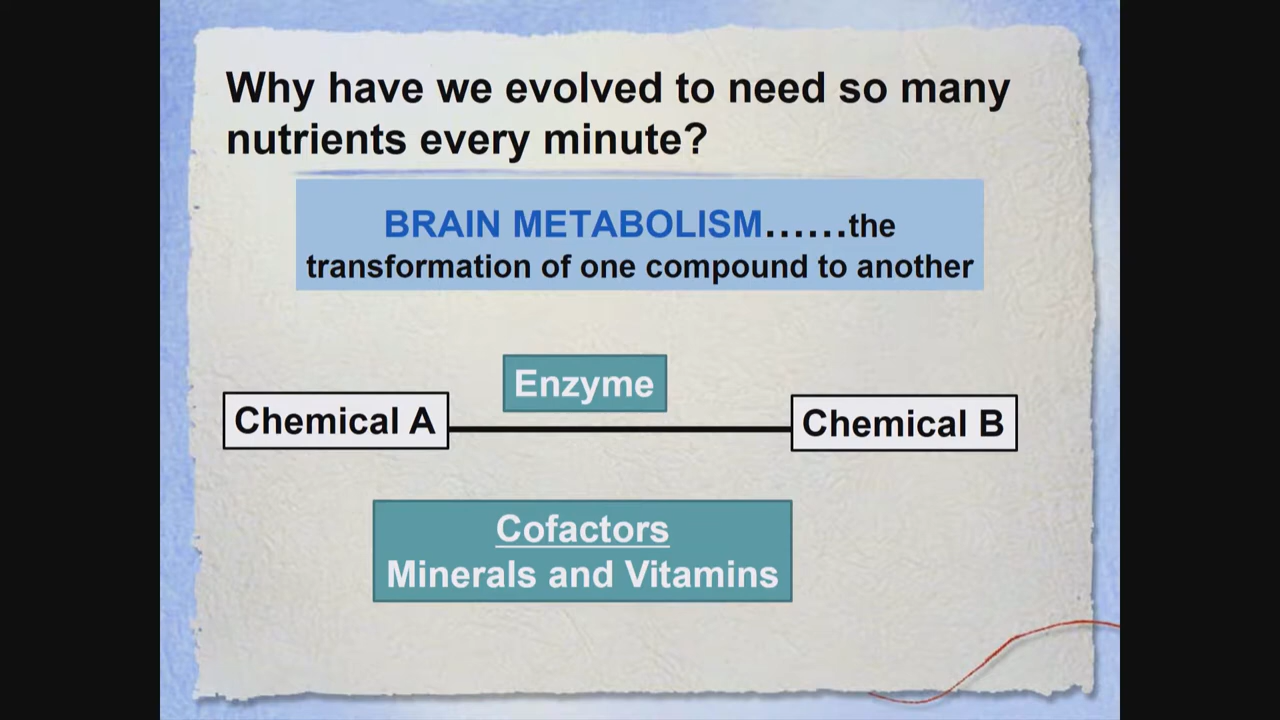 Why have we evolved to need so many
nutrients every minute?
BRAIN METABOLISM......the
transformation of one compound to another
Enzyme
Chemical A
Chemical B
Cofactors
Minerals and Vitamins